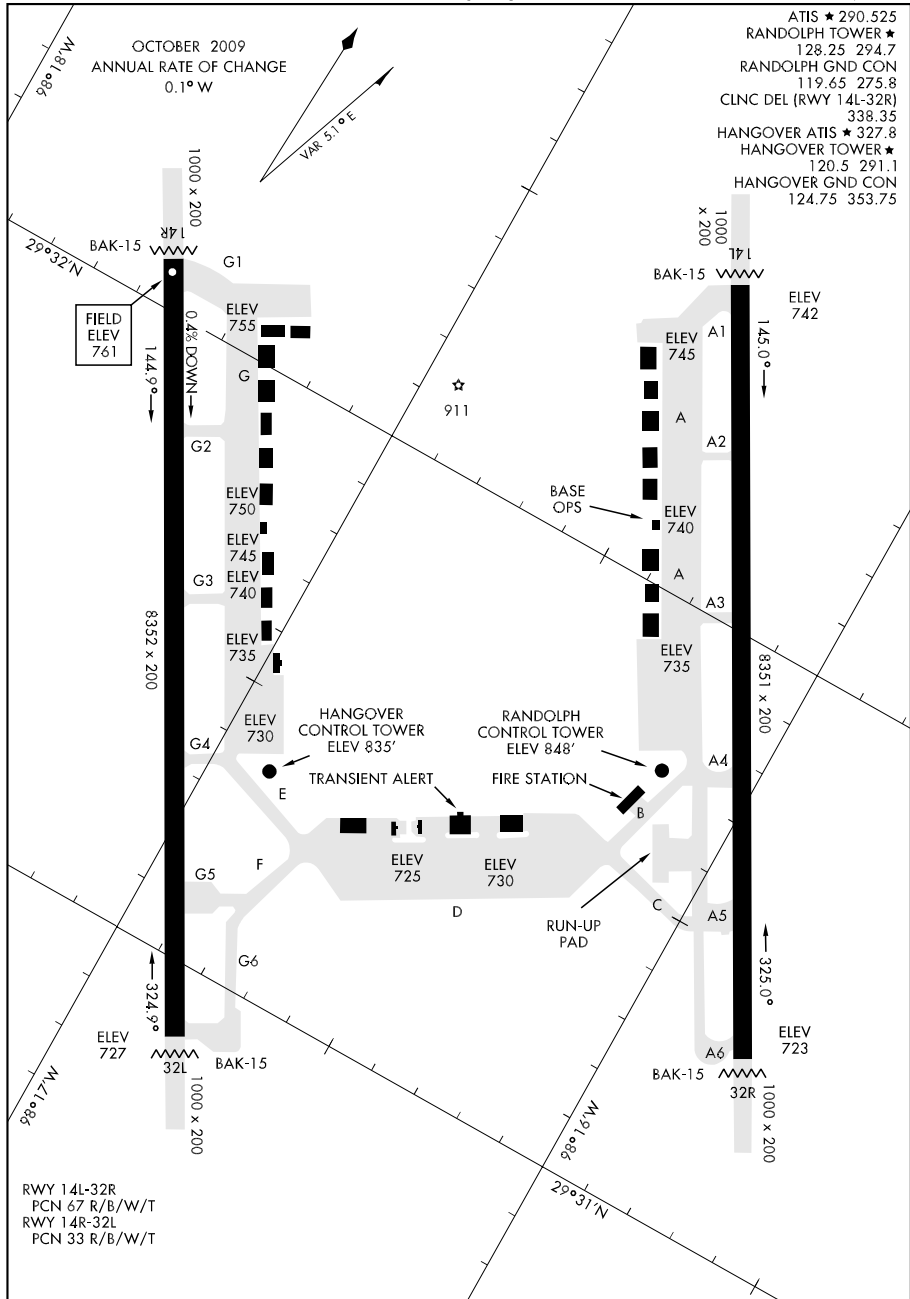 OCTOBER 2009
ANNUAL RATE OF CHANGE
0.1° W
VAR 5.1° E
ATIS ★ 290.525
RANDOLPH TOWER ★
128.25 294.7
RANDOLPH GND CON
119.65 275.8
CLNC DEL (RWY 14L-32R)
338.35
HANGOVER ATIS ★ 327.8
HANGOVER TOWER ★
120.5 291.1
HANGOVER GND CON
124.75 353.75
98°18'W
29°32'N
1000 x 200
14R
BAK-15
G1
FIELD
ELEV
761
0.4% DOWN
144.9°
ELEV
755
G
G2
ELEV
750
ELEV
745
ELEV
740
G3
ELEV
735
8352 x 200
ELEV
730
G4
911
1000
x 200
14L
BAK-15
ELEV
742
A1
145.0°
ELEV
745
A
A2
BASE
OPS
ELEV
740
A
A3
ELEV
735
8351 x 200
HANGOVER
CONTROL TOWER
ELEV 835'
RANDOLPH
CONTROL TOWER
ELEV 848'
TRANSIENT ALERT
FIRE STATION
A4
E
B
F
G5
ELEV
725
ELEV
730
D
RUN-UP
PAD
C
A5
G6
324.9°
325.0°
ELEV
727
32L
BAK-15
1000 x 200
98°17'W
A6
ELEV
723
BAK-15
32R
1000 x 200
98°16'W
29°31'N
RWY 14L-32R
PCN 67 R/B/W/T
RWY 14R-32L
PCN 33 R/B/W/T